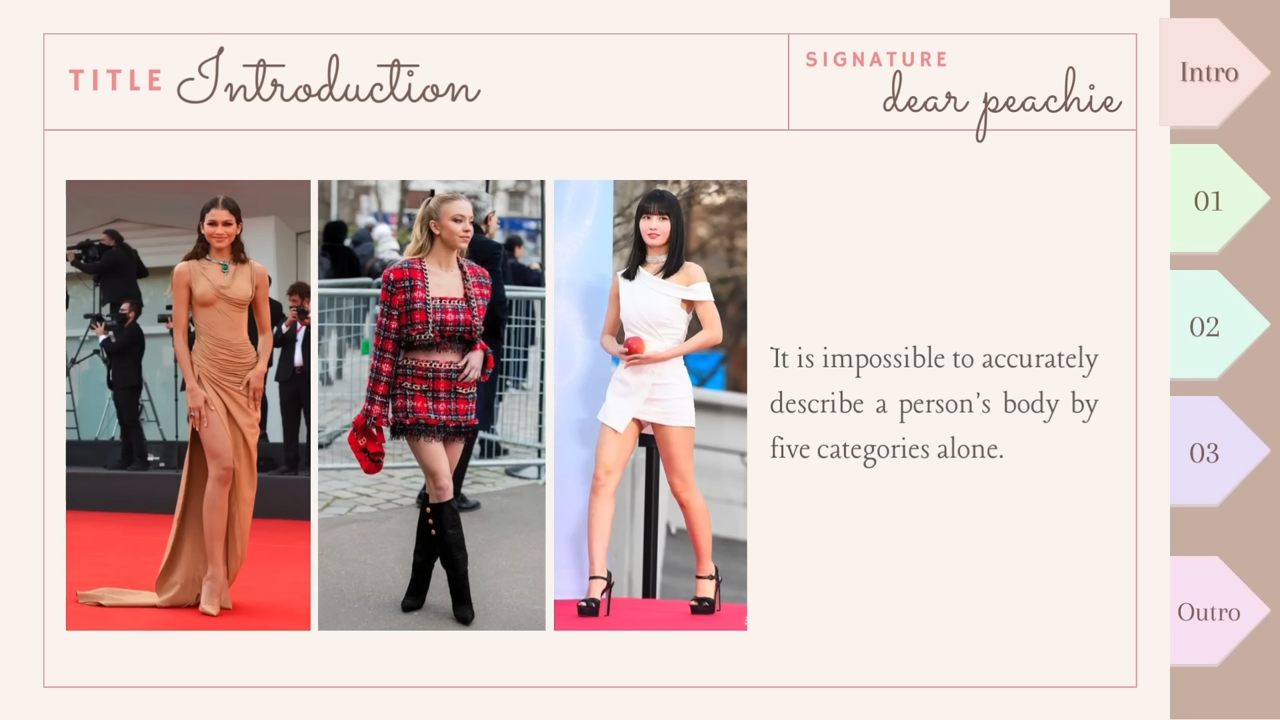 TITLE Introduction
SIGNATURE
dear peachie
It is impossible to accurately
describe a person's body by
five categories alone.
Intro
01
02
03
Outro